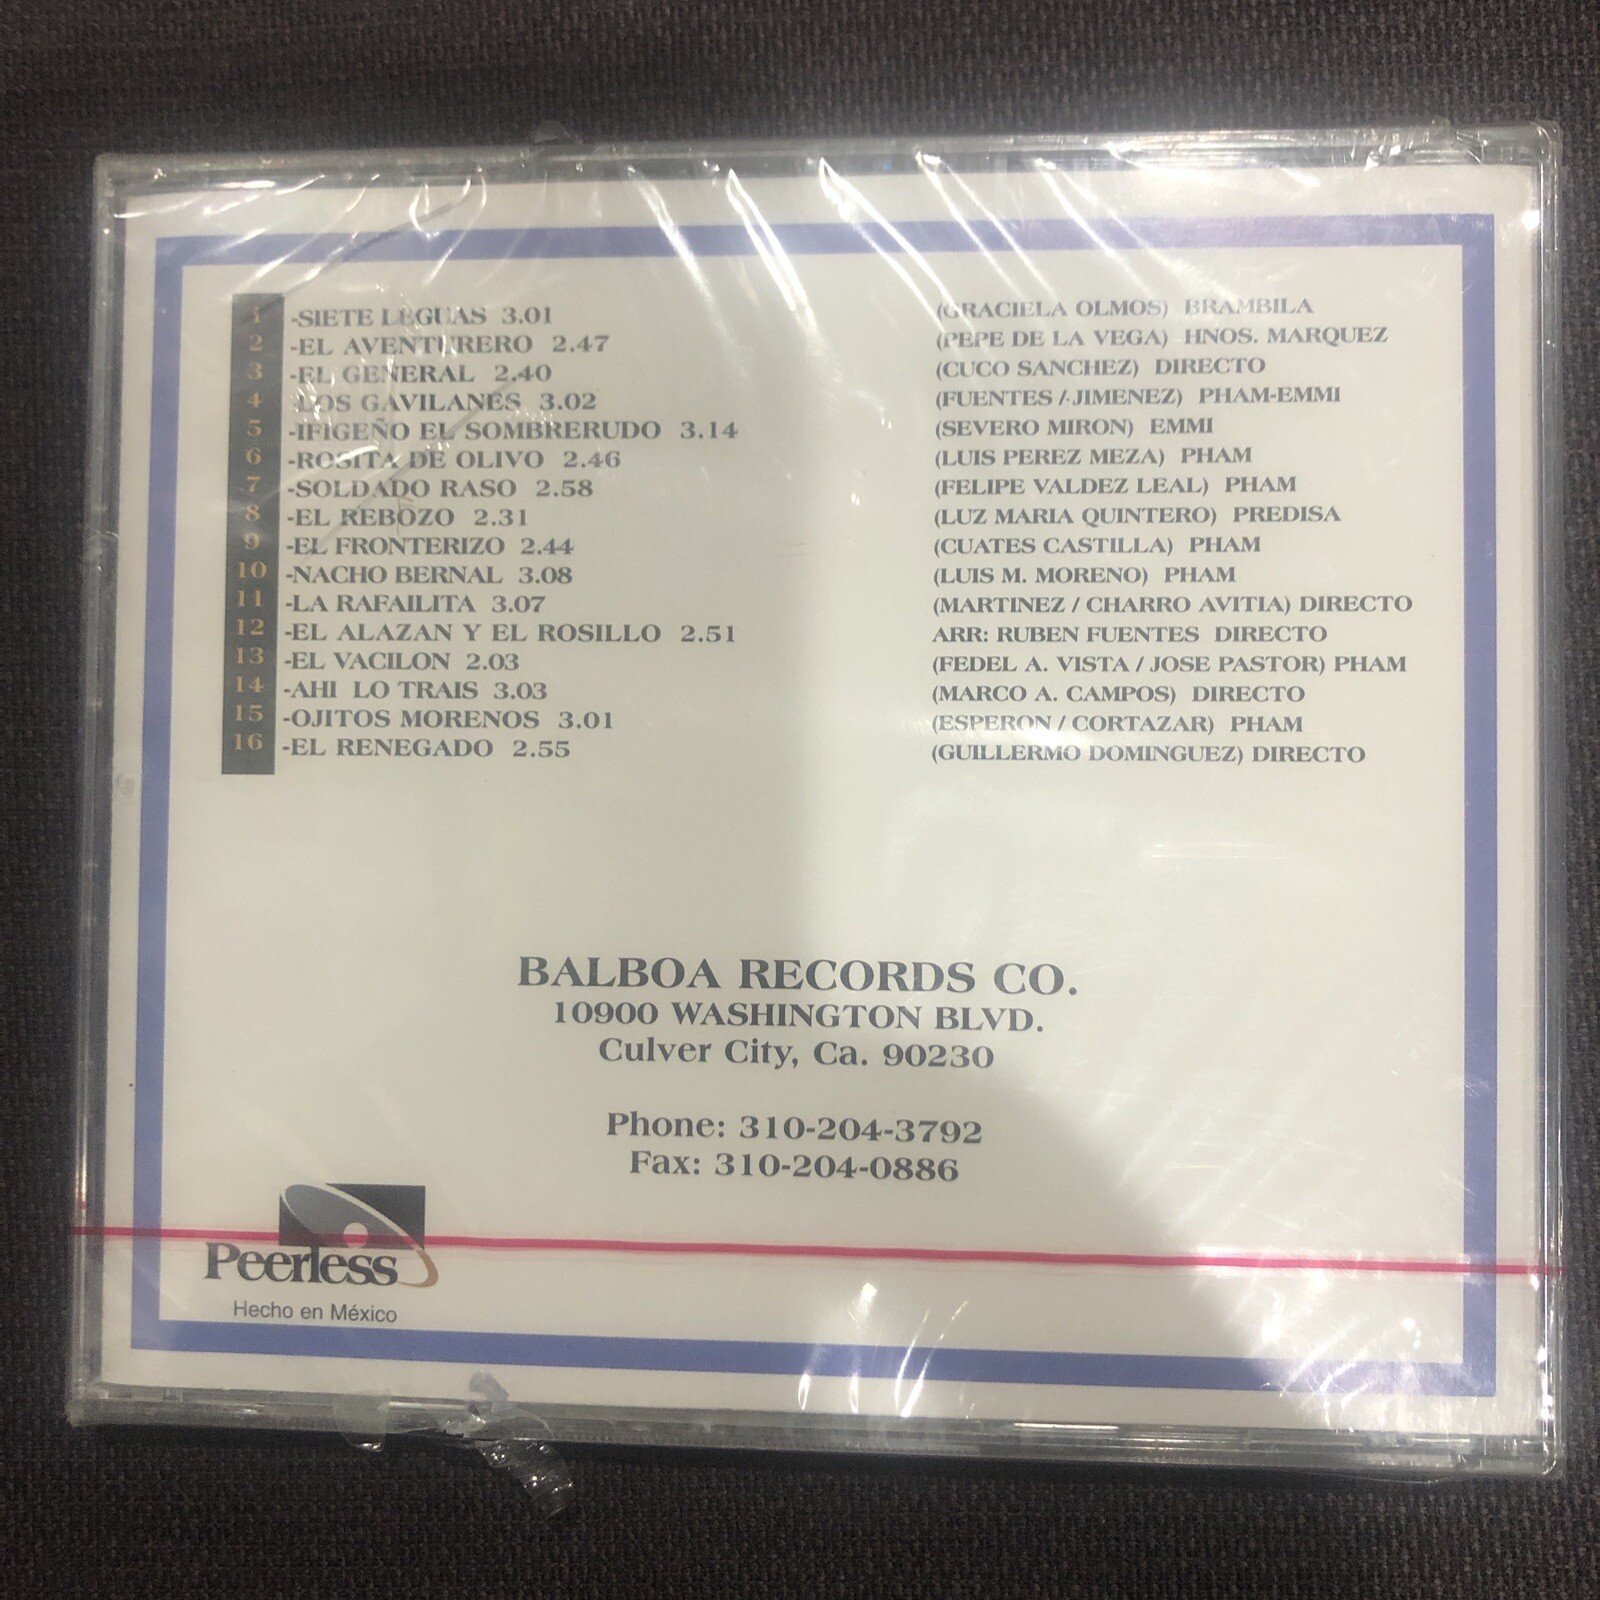 1 -SIETE LEGUAS 3.01 (GRACIELA OLMOS) BRAMBILA
2 -EL AVENTURERO 2.47 (PEPE DE LA VEGA) HNOS. MARQUEZ
3 -EL GENERAL 2.40 (CUCO SANCHEZ) DIRECTO
4 -LOS GAVILANES 3.02 (FUENTES / JIMENEZ) PHAM-EMMI
5 -IFIGEÑO EL SOMBRERUDO 3.14 (SEVERO MIRON) EMMI
6 -ROSITA DE OLIVO 2.46 (LUIS PEREZ MEZA) PHAM
7 -SOLDADO RASO 2.58 (FELIPE VALDEZ LEAL) PHAM
8 -EL REBOZO 2.31 (LUZ MARIA QUINTERO) PREDISA
9 -EL FRONTERIZO 2.44 (CUATES CASTILLA) PHAM
10 -NACHO BERNAL 3.08 (LUIS M. MORENO) PHAM
11 -LA RAFAILITA 3.07 (MARTINEZ / CHARRO AVITIA) DIRECTO
12 -EL ALAZAN Y EL ROSILLO 2.51 ARR: RUBEN FUENTES DIRECTO
13 -EL VACILON 2.03 (FEDEL A. VISTA / JOSE PASTOR) PHAM
14 -AHI LO TRAIS 3.03 (MARCO A. CAMPOS) DIRECTO
15 -OJITOS MORENOS 3.01 (ESPERON / CORTAZAR) PHAM
16 -EL RENEGADO 2.55 (GUILLERMO DOMINGUEZ) DIRECTO
BALBOA RECORDS CO.
10900 WASHINGTON BLVD.
Culver City, Ca. 90230
Phone: 310-204-3792
Fax: 310-204-0886
Peerless
Hecho en México